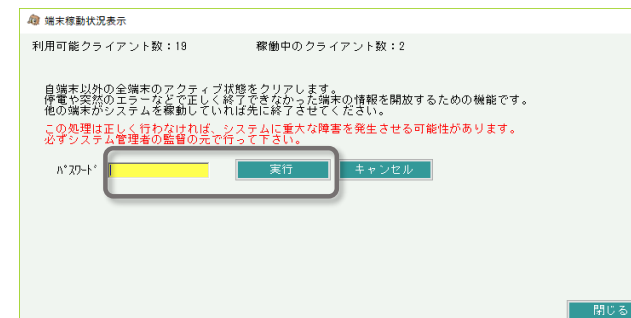 端末稼動状況表示
利用可能クライアント数：19 稼働中のクライアント数：2
自端末以外の全端末のアクティブ状態をクリアします。
停電や突然のエラーなどで正しく終了できなかった端末の情報を開放するための機能です。
他の端末がシステムを稼動していれば先に終了させてください。
この処理は正しく行わなければ、システムに重大な障害を発生させる可能性があります。
必ずシステム管理者の監督の元で行って下さい。
ﾊﾟｽﾜｰﾄﾞ 実行 キャンセル
閉じる